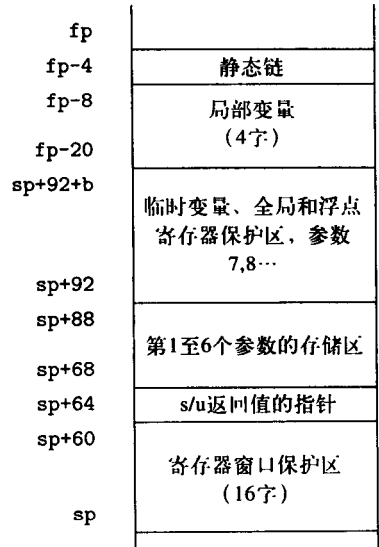 fp
fp-4 静态链
fp-8 局部变量
(4字)
fp-20
sp+92+b
临时变量、全局和浮点
寄存器保护区，参数
7,8…
sp+92
sp+88
第1至6个参数的存储区
sp+68
sp+64 s/u返回值的指针
sp+60
寄存器窗口保护区
(16字)
sp